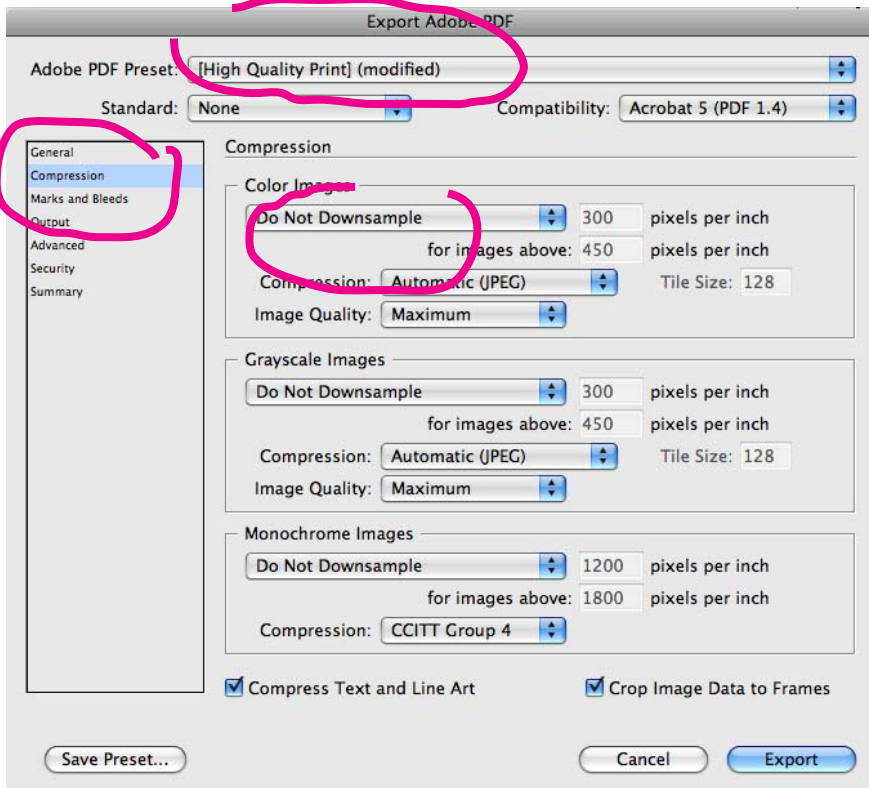 Export Adobe PDF
Adobe PDF Preset: [High Quality Print] (modified)
Standard: None Compatibility: Acrobat 5 (PDF 1.4)
General
Compression
Marks and Bleeds
Output
Advanced
Security
Summary
Compression
Color Images
Do Not Downsample 300 pixels per inch
for images above: 450 pixels per inch
Compression: Automatic (JPEG) Tile Size: 128
Image Quality: Maximum
Grayscale Images
Do Not Downsample 300 pixels per inch
for images above: 450 pixels per inch
Compression: Automatic (JPEG) Tile Size: 128
Image Quality: Maximum
Monochrome Images
Do Not Downsample 1200 pixels per inch
for images above: 1800 pixels per inch
Compression: CCITT Group 4
Compress Text and Line Art Crop Image Data to Frames
Save Preset... Cancel Export